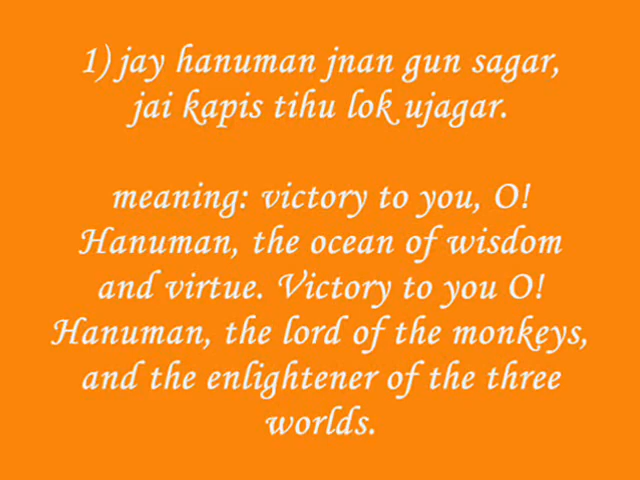 1) jay hanuman jnan gun sagar,
jai kapis tihu lok ujagar.
meaning: victory to you, O!
Hanuman, the ocean of wisdom
and virtue. Victory to you O!
Hanuman, the lord of the monkeys,
and the enlightener of the three
worlds.